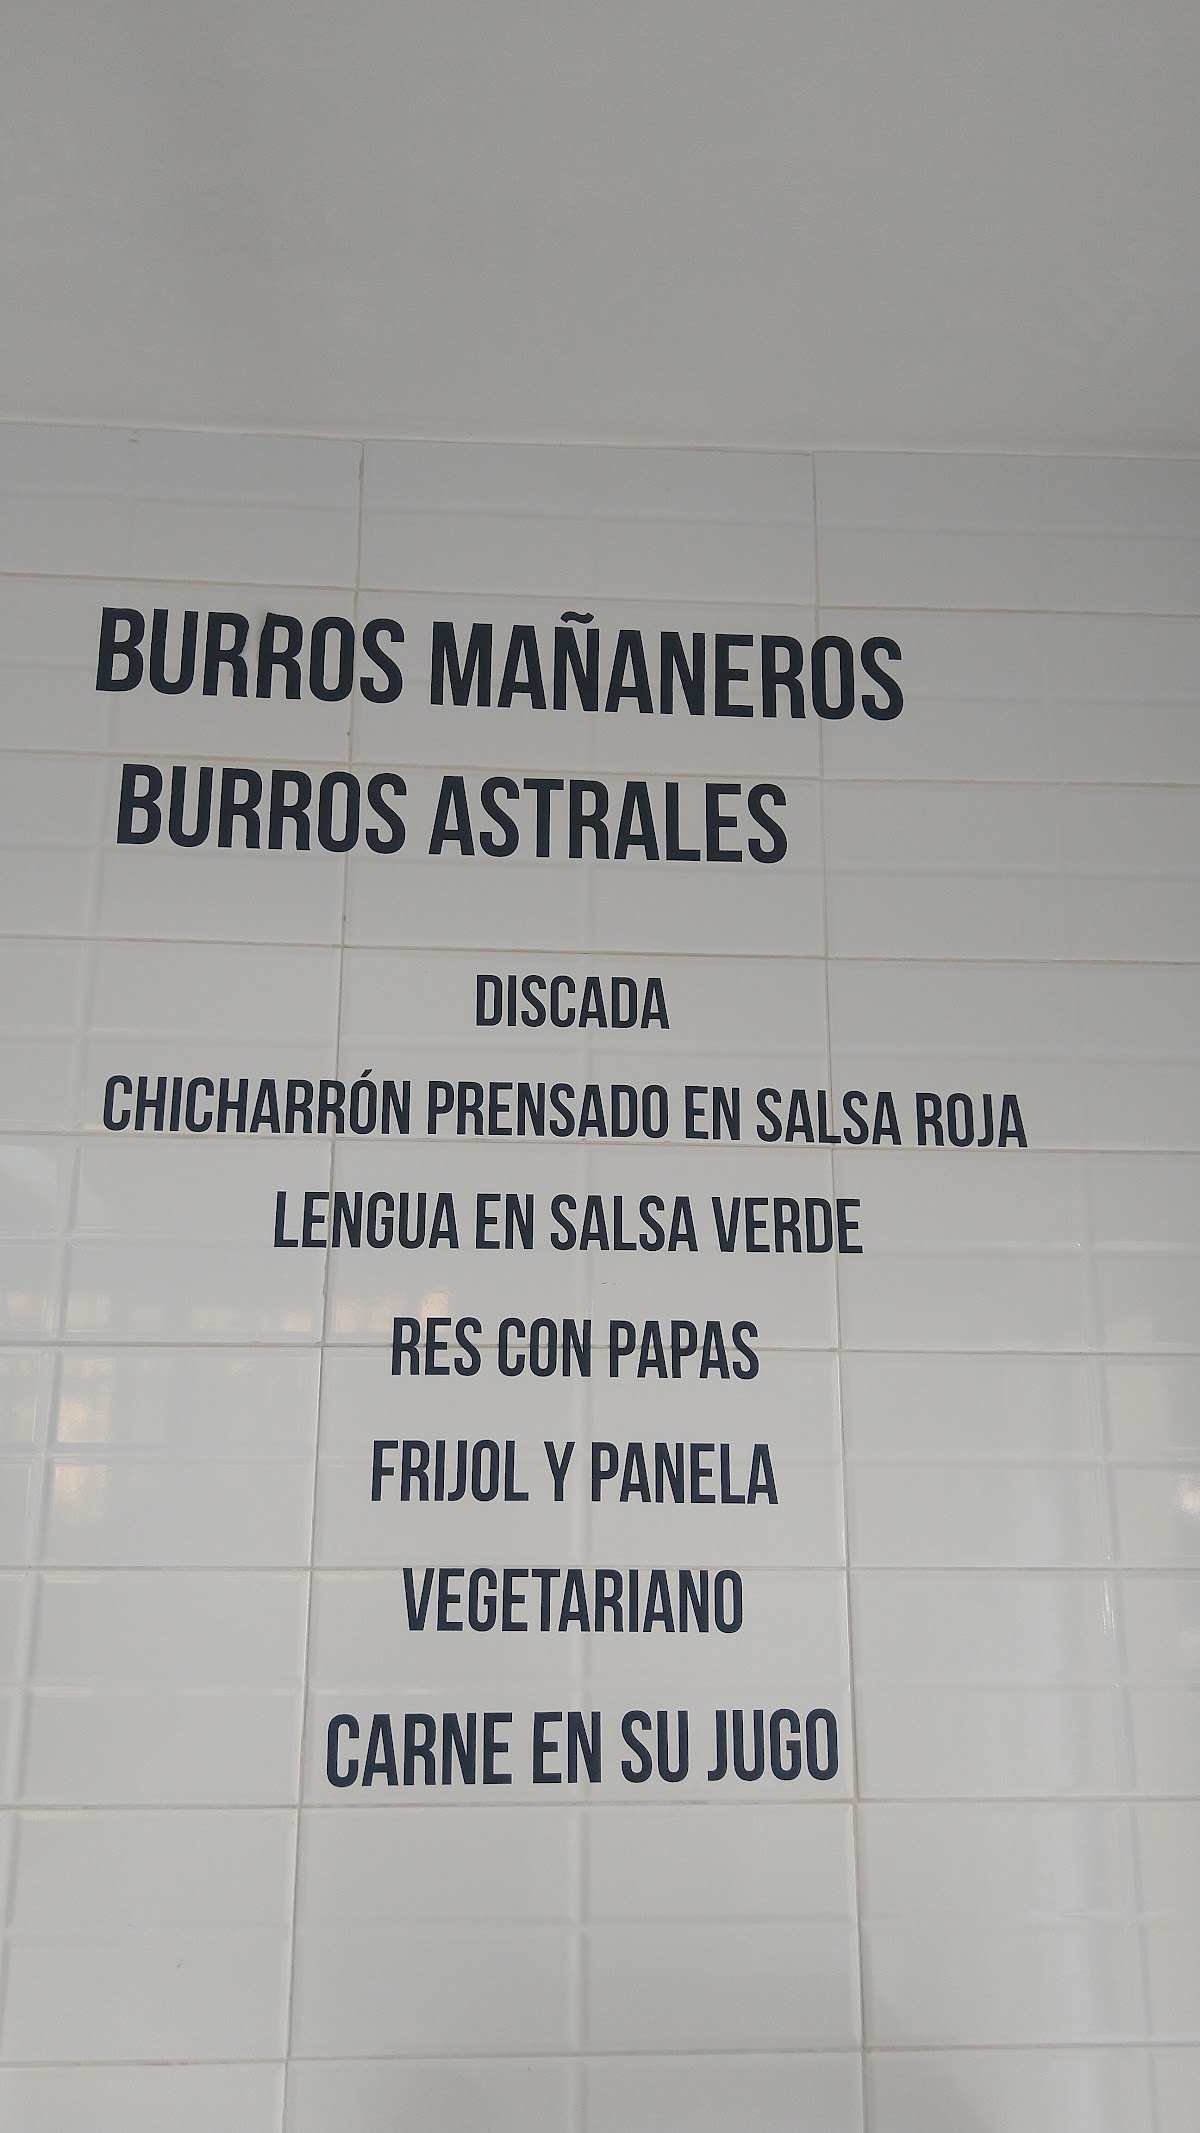 BURROS MAÑANEROS
BURROS ASTRALES
DISCADA
CHICHARRÓN PRENSADO EN SALSA ROJA
LENGUA EN SALSA VERDE
RES CON PAPAS
FRIJOL Y PANELA
VEGETARIANO
CARNE EN SU JUGO